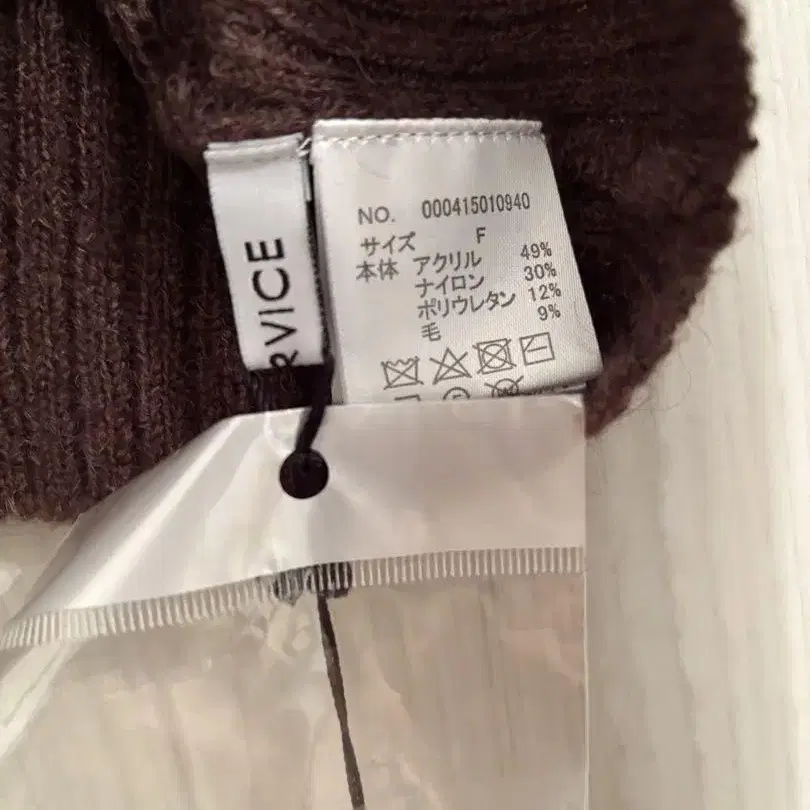 RVICE
NO. 000415010940
サイズ F
本体 アクリル 49%
ナイロン 30%
ポリウレタン 12%
毛 9%